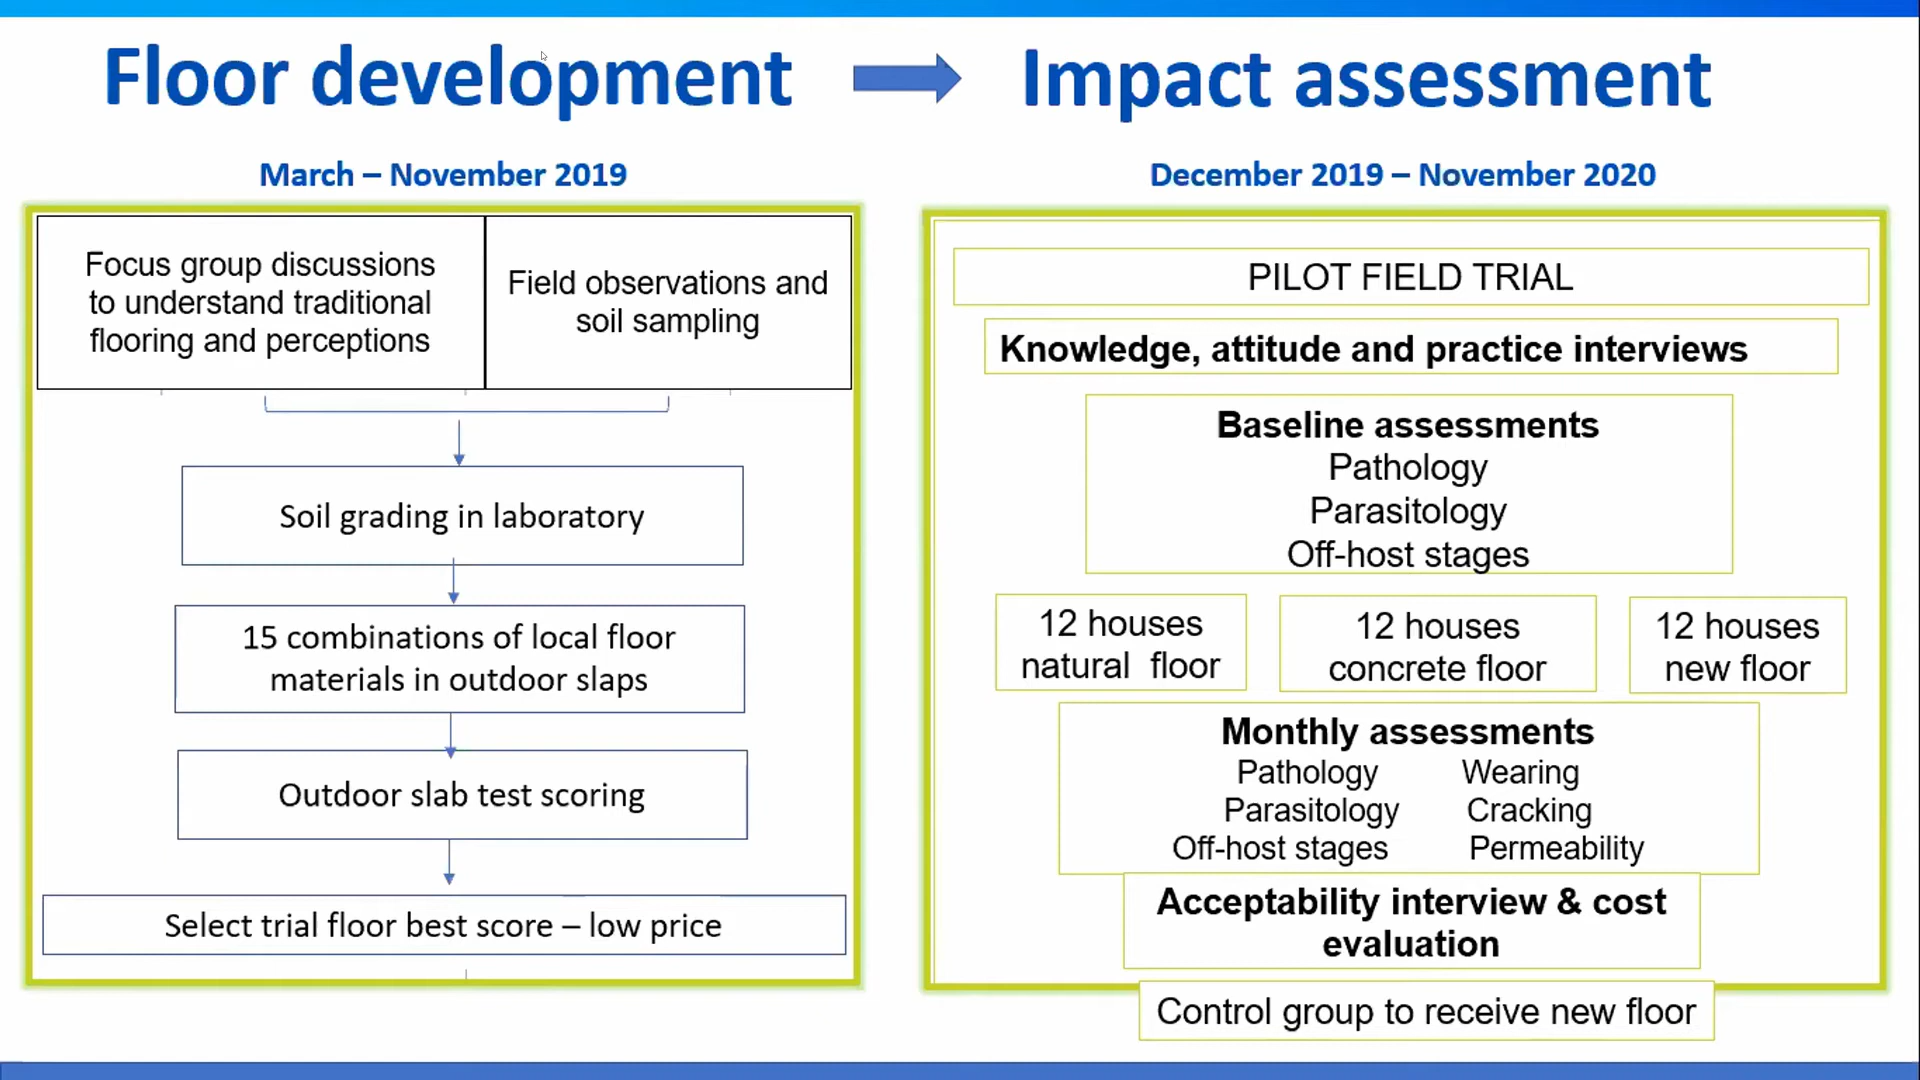 Floor development
Impact assessment
March – November 2019
December 2019 – November 2020
Focus group discussions
to understand traditional
flooring and perceptions
Field observations and
soil sampling
Soil grading in laboratory
15 combinations of local floor
materials in outdoor slaps
Outdoor slab test scoring
Select trial floor best score – low price
PILOT FIELD TRIAL
Knowledge, attitude and practice interviews
Baseline assessments
Pathology
Parasitology
Off-host stages
12 houses
natural floor
12 houses
concrete floor
12 houses
new floor
Monthly assessments
Pathology Wearing
Parasitology Cracking
Off-host stages Permeability
Acceptability interview & cost
evaluation
Control group to receive new floor